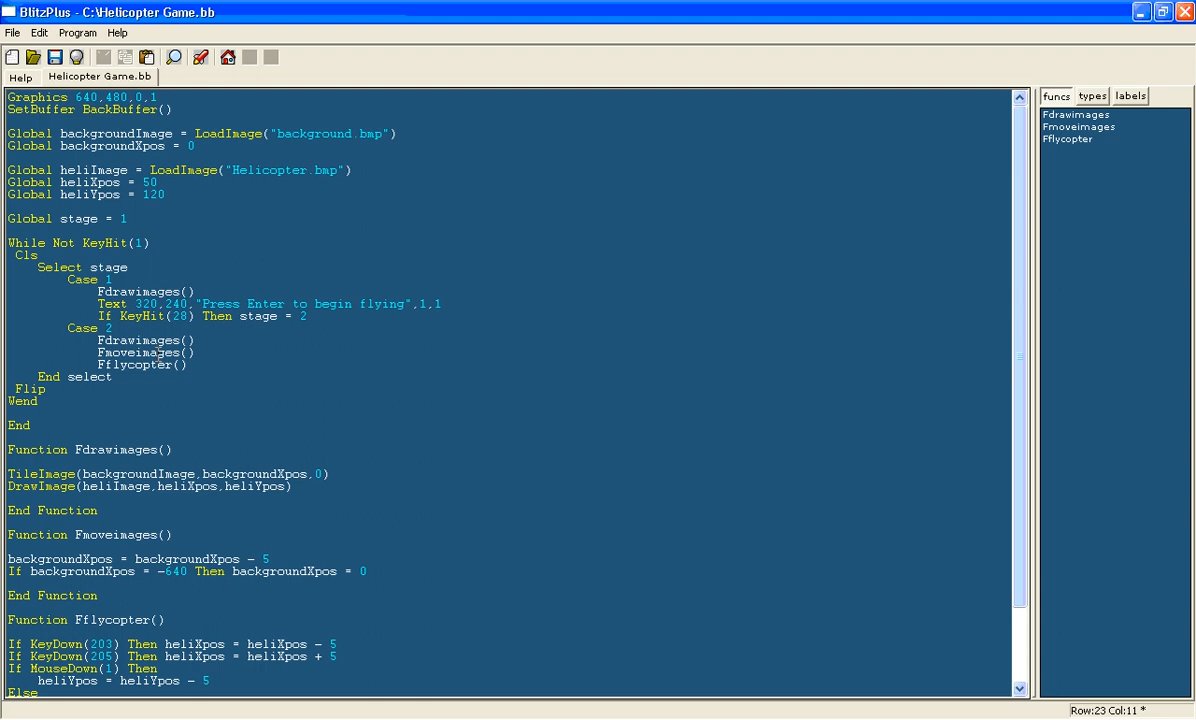 BlitzPlus - C:\Helicopter Game.bb
File Edit Program Help
Help Helicopter Game.bb
funcs types labels
Graphics 640,480,0,1
SetBuffer BackBuffer()
Global backgroundImage = LoadImage("background.bmp")
Global backgroundXpos = 0
Global heliImage = LoadImage("Helicopter.bmp")
Global heliXpos = 50
Global heliYpos = 120
Global stage = 1
While Not KeyHit(1)
Cls
Select stage
Case 1
Fdrawimages()
Text 320,240,"Press Enter to begin flying",1,1
If KeyHit(28) Then stage = 2
Case 2
Fdrawimages()
Fmoveimages()
Fflycopter()
End select
Flip
Wend
End
Function Fdrawimages()
TileImage(backgroundImage,backgroundXpos,0)
DrawImage(heliImage,heliXpos,heliYpos)
End Function
Function Fmoveimages()
backgroundXpos = backgroundXpos - 5
If backgroundXpos = -640 Then backgroundXpos = 0
End Function
Function Fflycopter()
If KeyDown(203) Then heliXpos = heliXpos - 5
If KeyDown(205) Then heliXpos = heliXpos + 5
If MouseDown(1) Then
heliYpos = heliYpos - 5
Else
Fdrawimages
Fmoveimages
Fflycopter
Row:23 Col:11 *